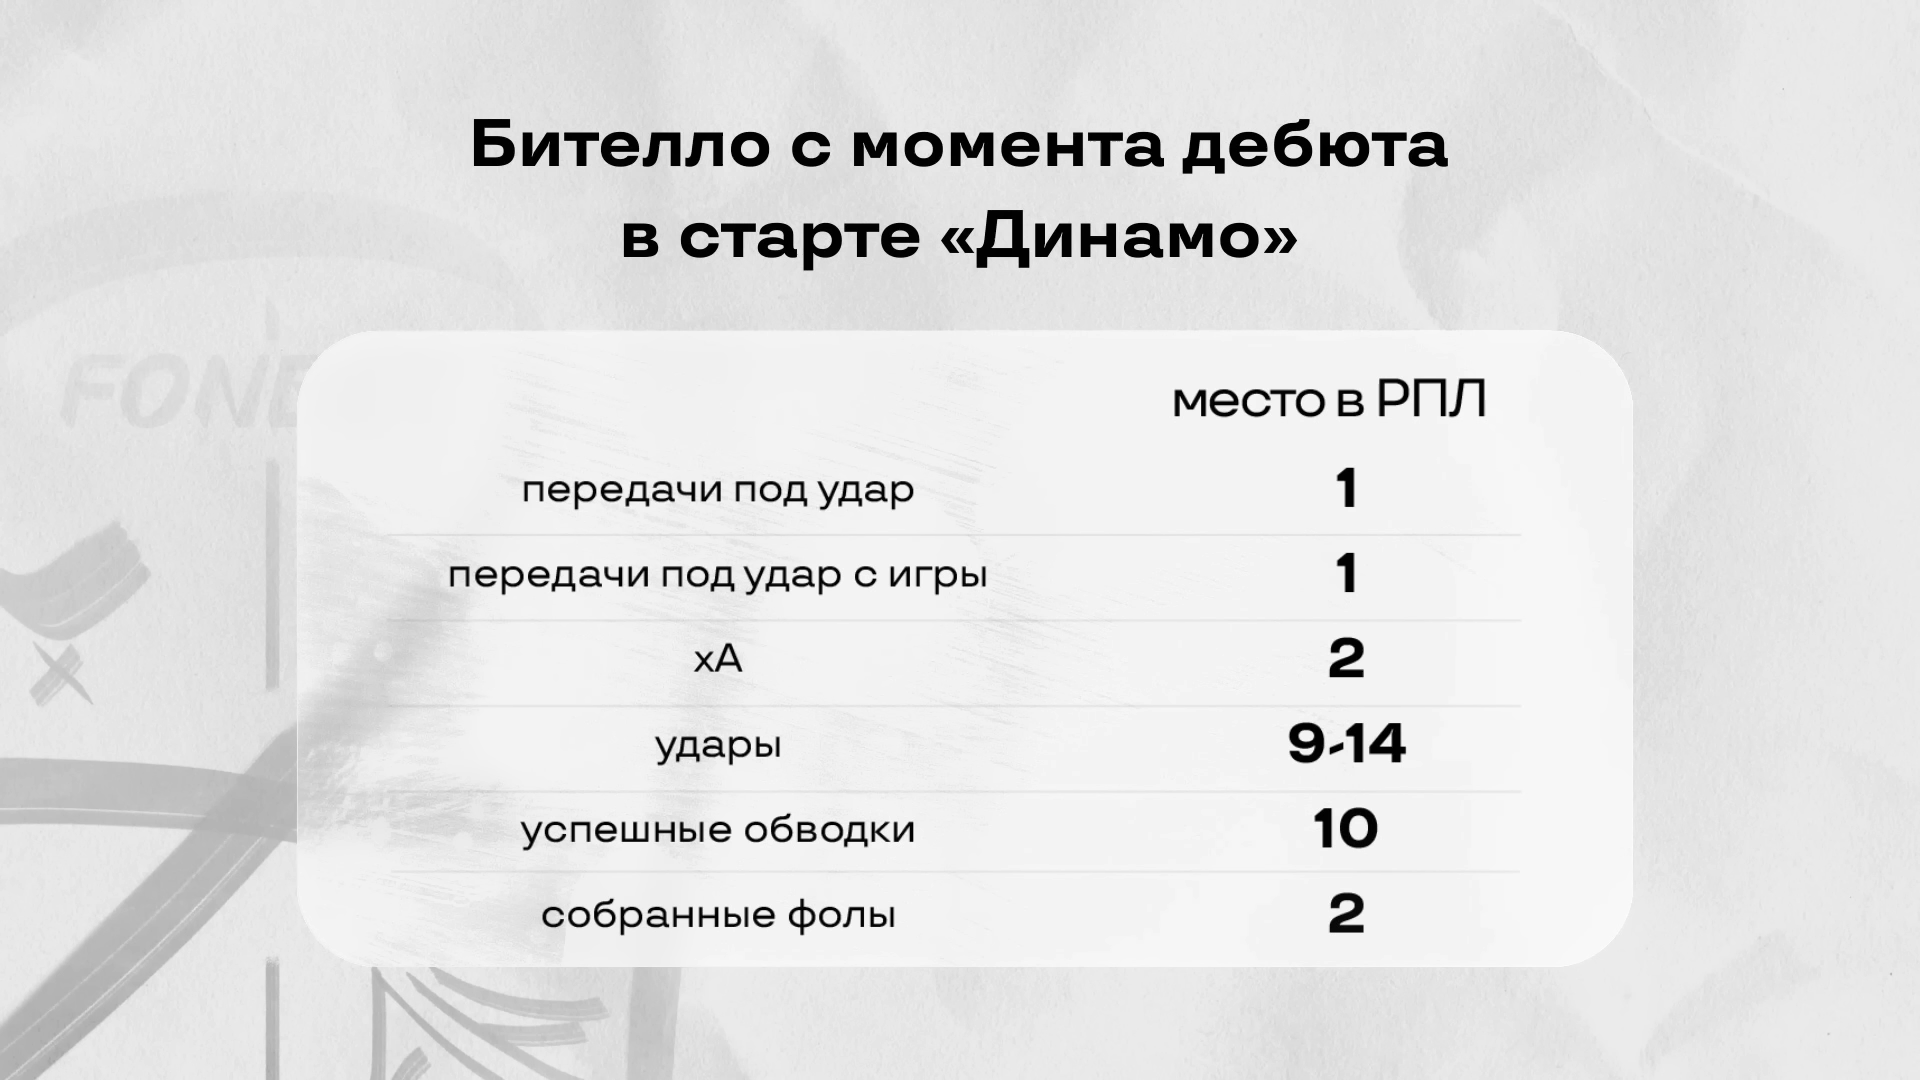 Бителло с момента дебюта
в старте «Динамо»
FONB
место в РПЛ
передачи под удар 1
передачи под удар с игры 1
xA 2
удары 9-14
успешные обводки 10
собранные фолы 2